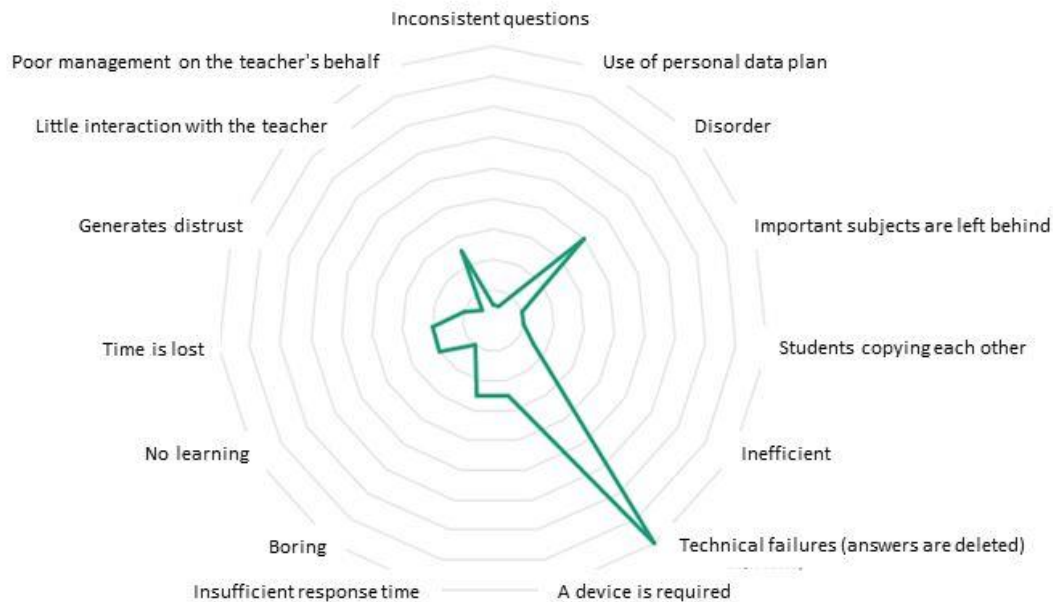 Inconsistent questions
Poor management on the teacher's behalf
Use of personal data plan
Little interaction with the teacher
Disorder
Generates distrust
Important subjects are left behind
Time is lost
Students copying each other
No learning
Inefficient
Boring
Technical failures (answers are deleted)
Insufficient response time
A device is required